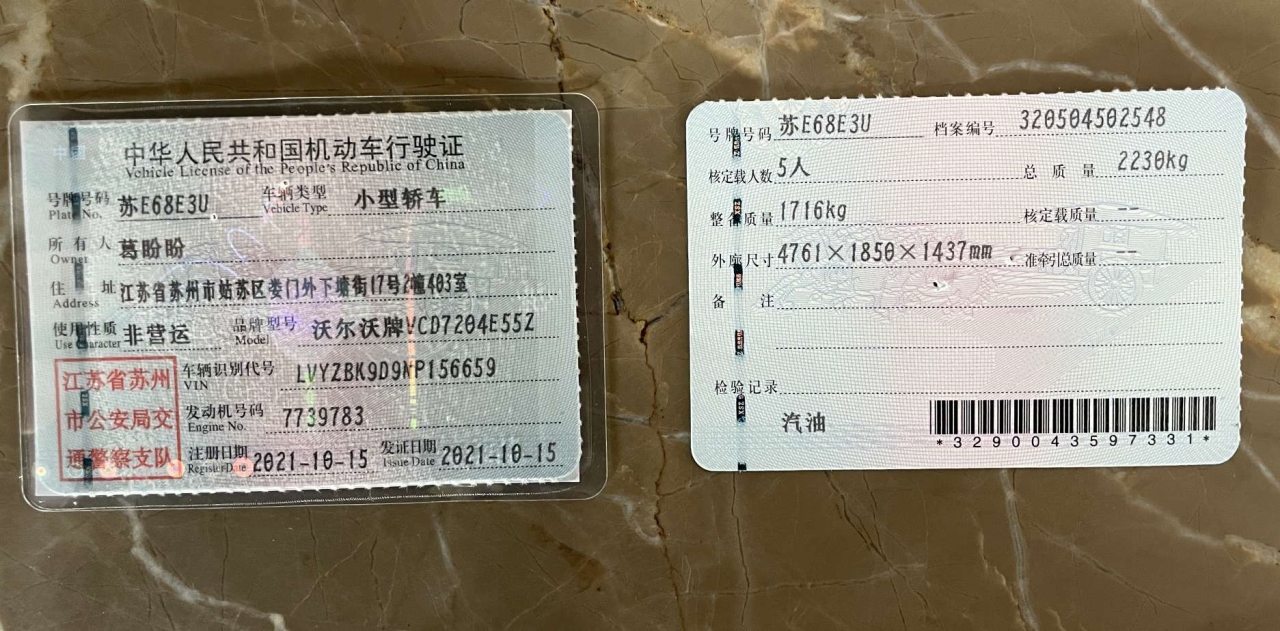 中华人民共和国机动车行驶证
Vehicle License of the People's Republic of China
号牌号码 苏E68E3U 车辆类型 小型轿车
Plate No. Vehicle Type
所有人 葛盼盼
Owner
住址 江苏省苏州市姑苏区娄门外下塘街17号2幢403室
Address
使用性质 非营运 品牌型号 沃尔沃牌VCD7204E55Z
Use Character Model
江苏省苏州
市公安局交
通警察支队
车辆识别代号 LVYZBK9D9NP156659
VIN
发动机号码 7739783
Engine No.
注册日期 2021-10-15 发证日期 2021-10-15
Register Date Issue Date
号牌号码 苏E68E3U 档案编号 320504502548
核定载人数 5人 总质量 2230kg
整备质量 1716kg 核定载质量 --
外廓尺寸 4761×1850×1437mm 准牵引总质量 --
备注
检验记录
汽油
*3290043597331*